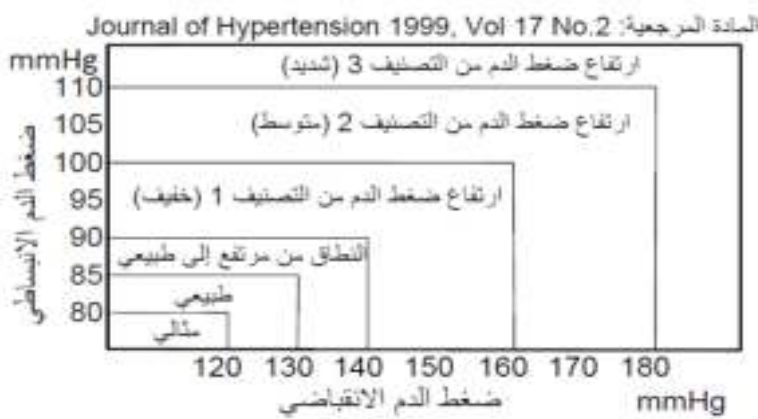 المادة المرجعية: Journal of Hypertension 1999, Vol 17 No.2
mmHg
ارتفاع ضغط الدم من التصنيف 3 (شديد)
110
105
ارتفاع ضغط الدم من التصنيف 2 (متوسط)
100
95
ارتفاع ضغط الدم من التصنيف 1 (خفيف)
90
النطاق من مرتفع إلى طبيعي
85
طبيعي
80
مثالي
ضغط الدم الانبساطي
120 130 140 150 160 170 180
ضغط الدم الانقباضي
mmHg